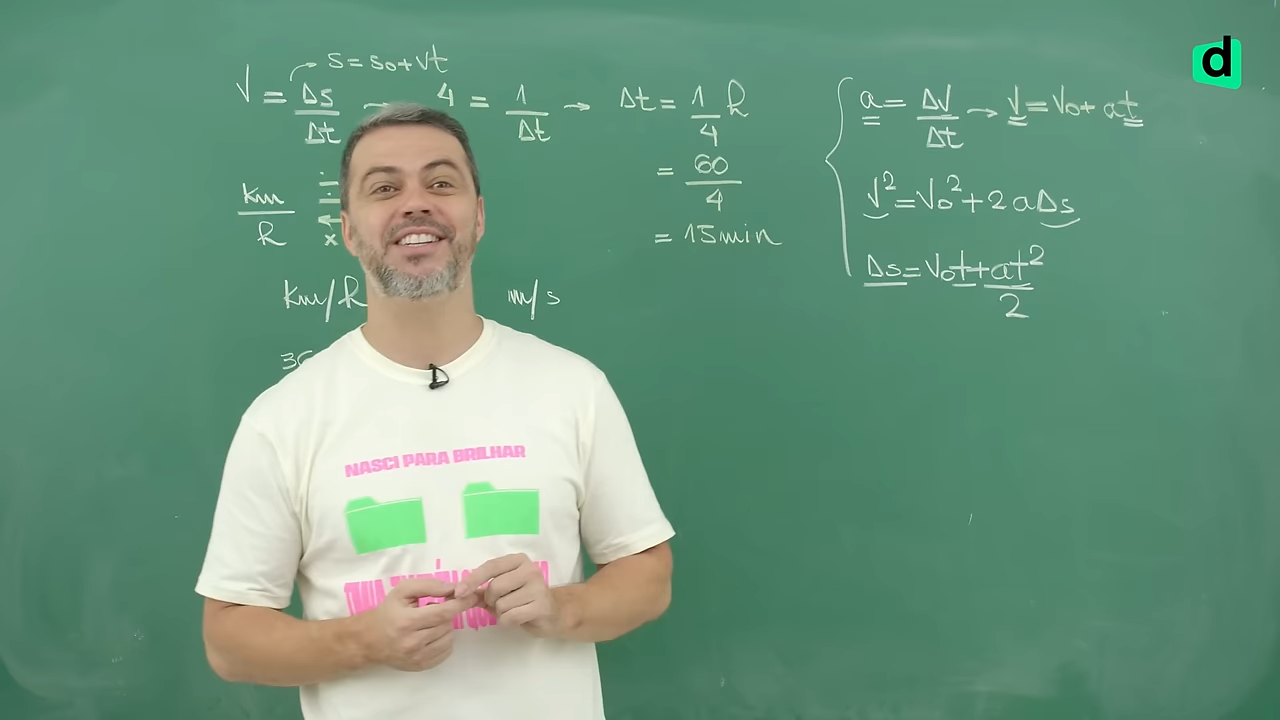 S = So + Vt
V = Δs/Δt → 4 = 1/Δt → Δt = 1/4 h
= 60/4
= 15min
km/h
÷
x
km/h m/s
36
a = ΔV/Δt → V = Vo + at
V² = Vo² + 2aΔs
Δs = Vot + at²/2
d
NASCI PARA BRILHAR